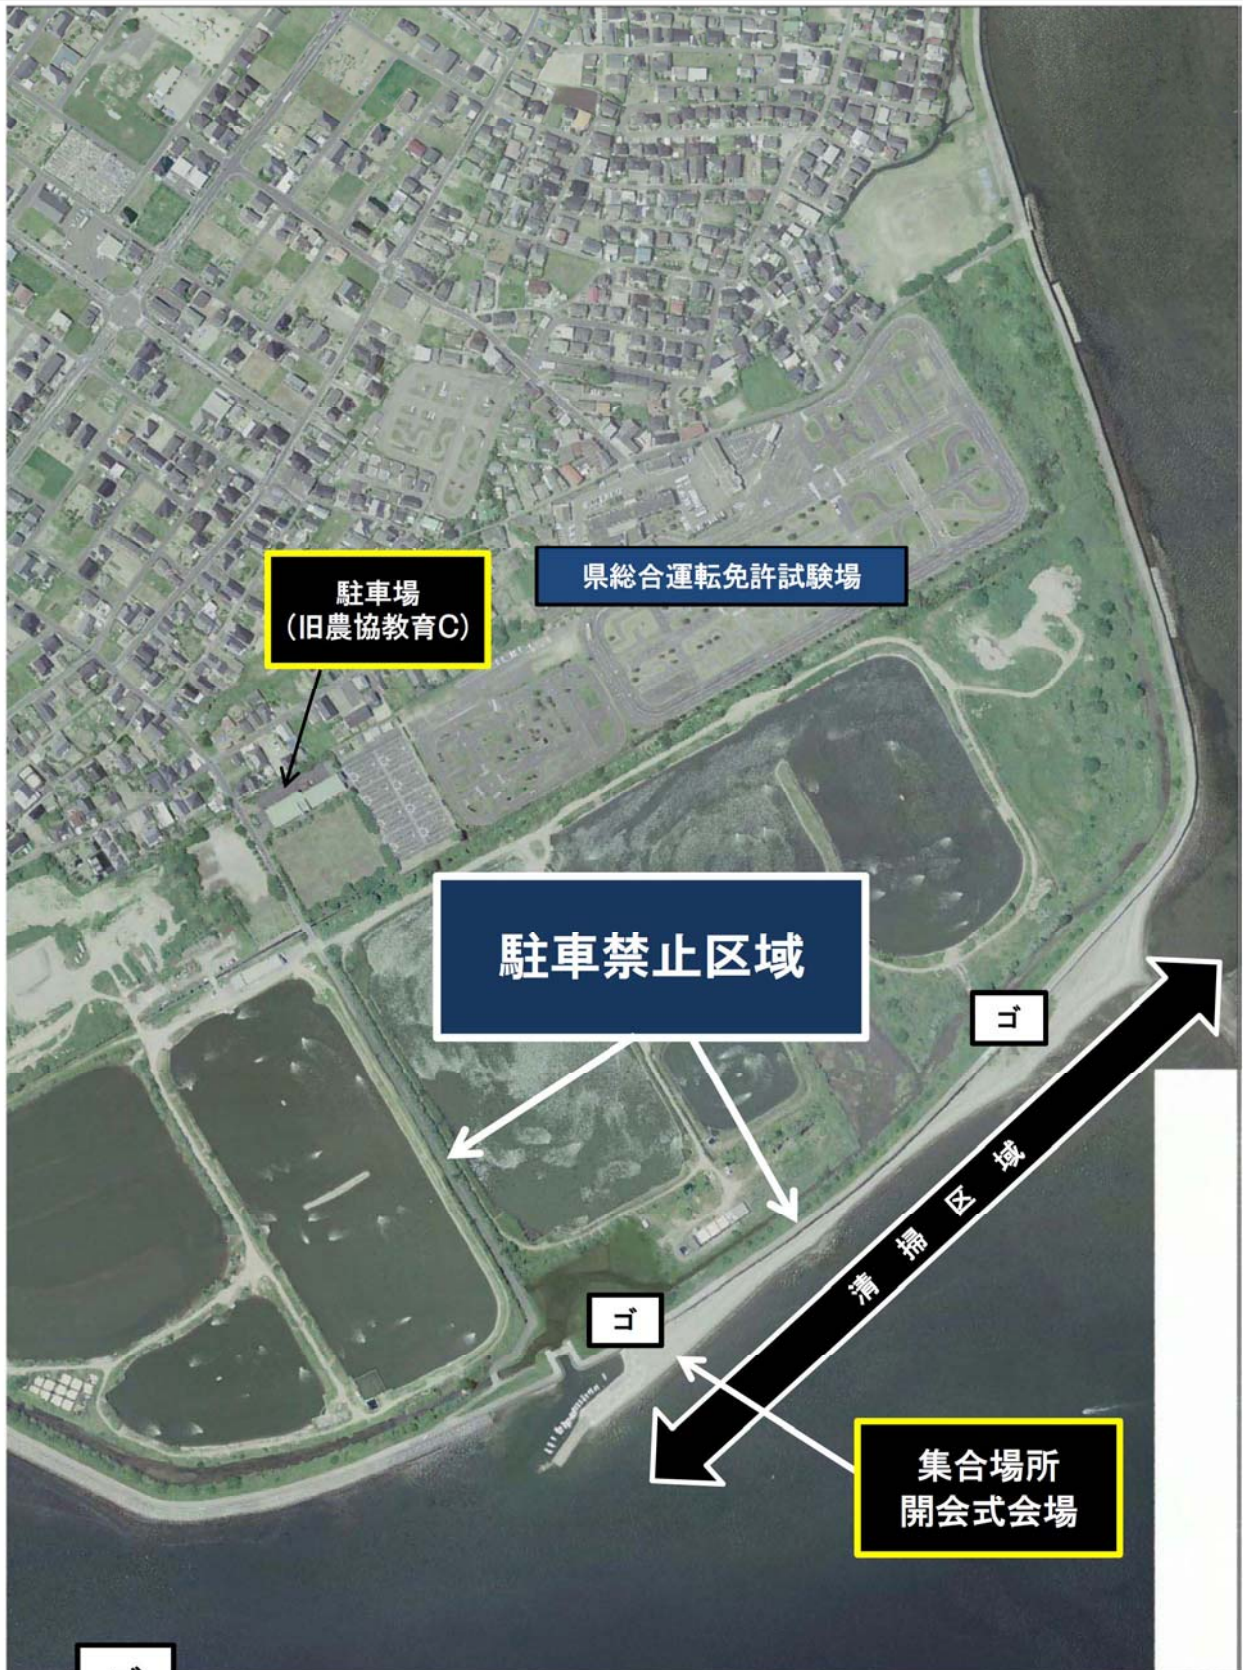 県総合運転免許試験場
駐車場
(旧農協教育C)
駐車禁止区域
ゴ
清掃区域
ゴ
集合場所
開会式会場